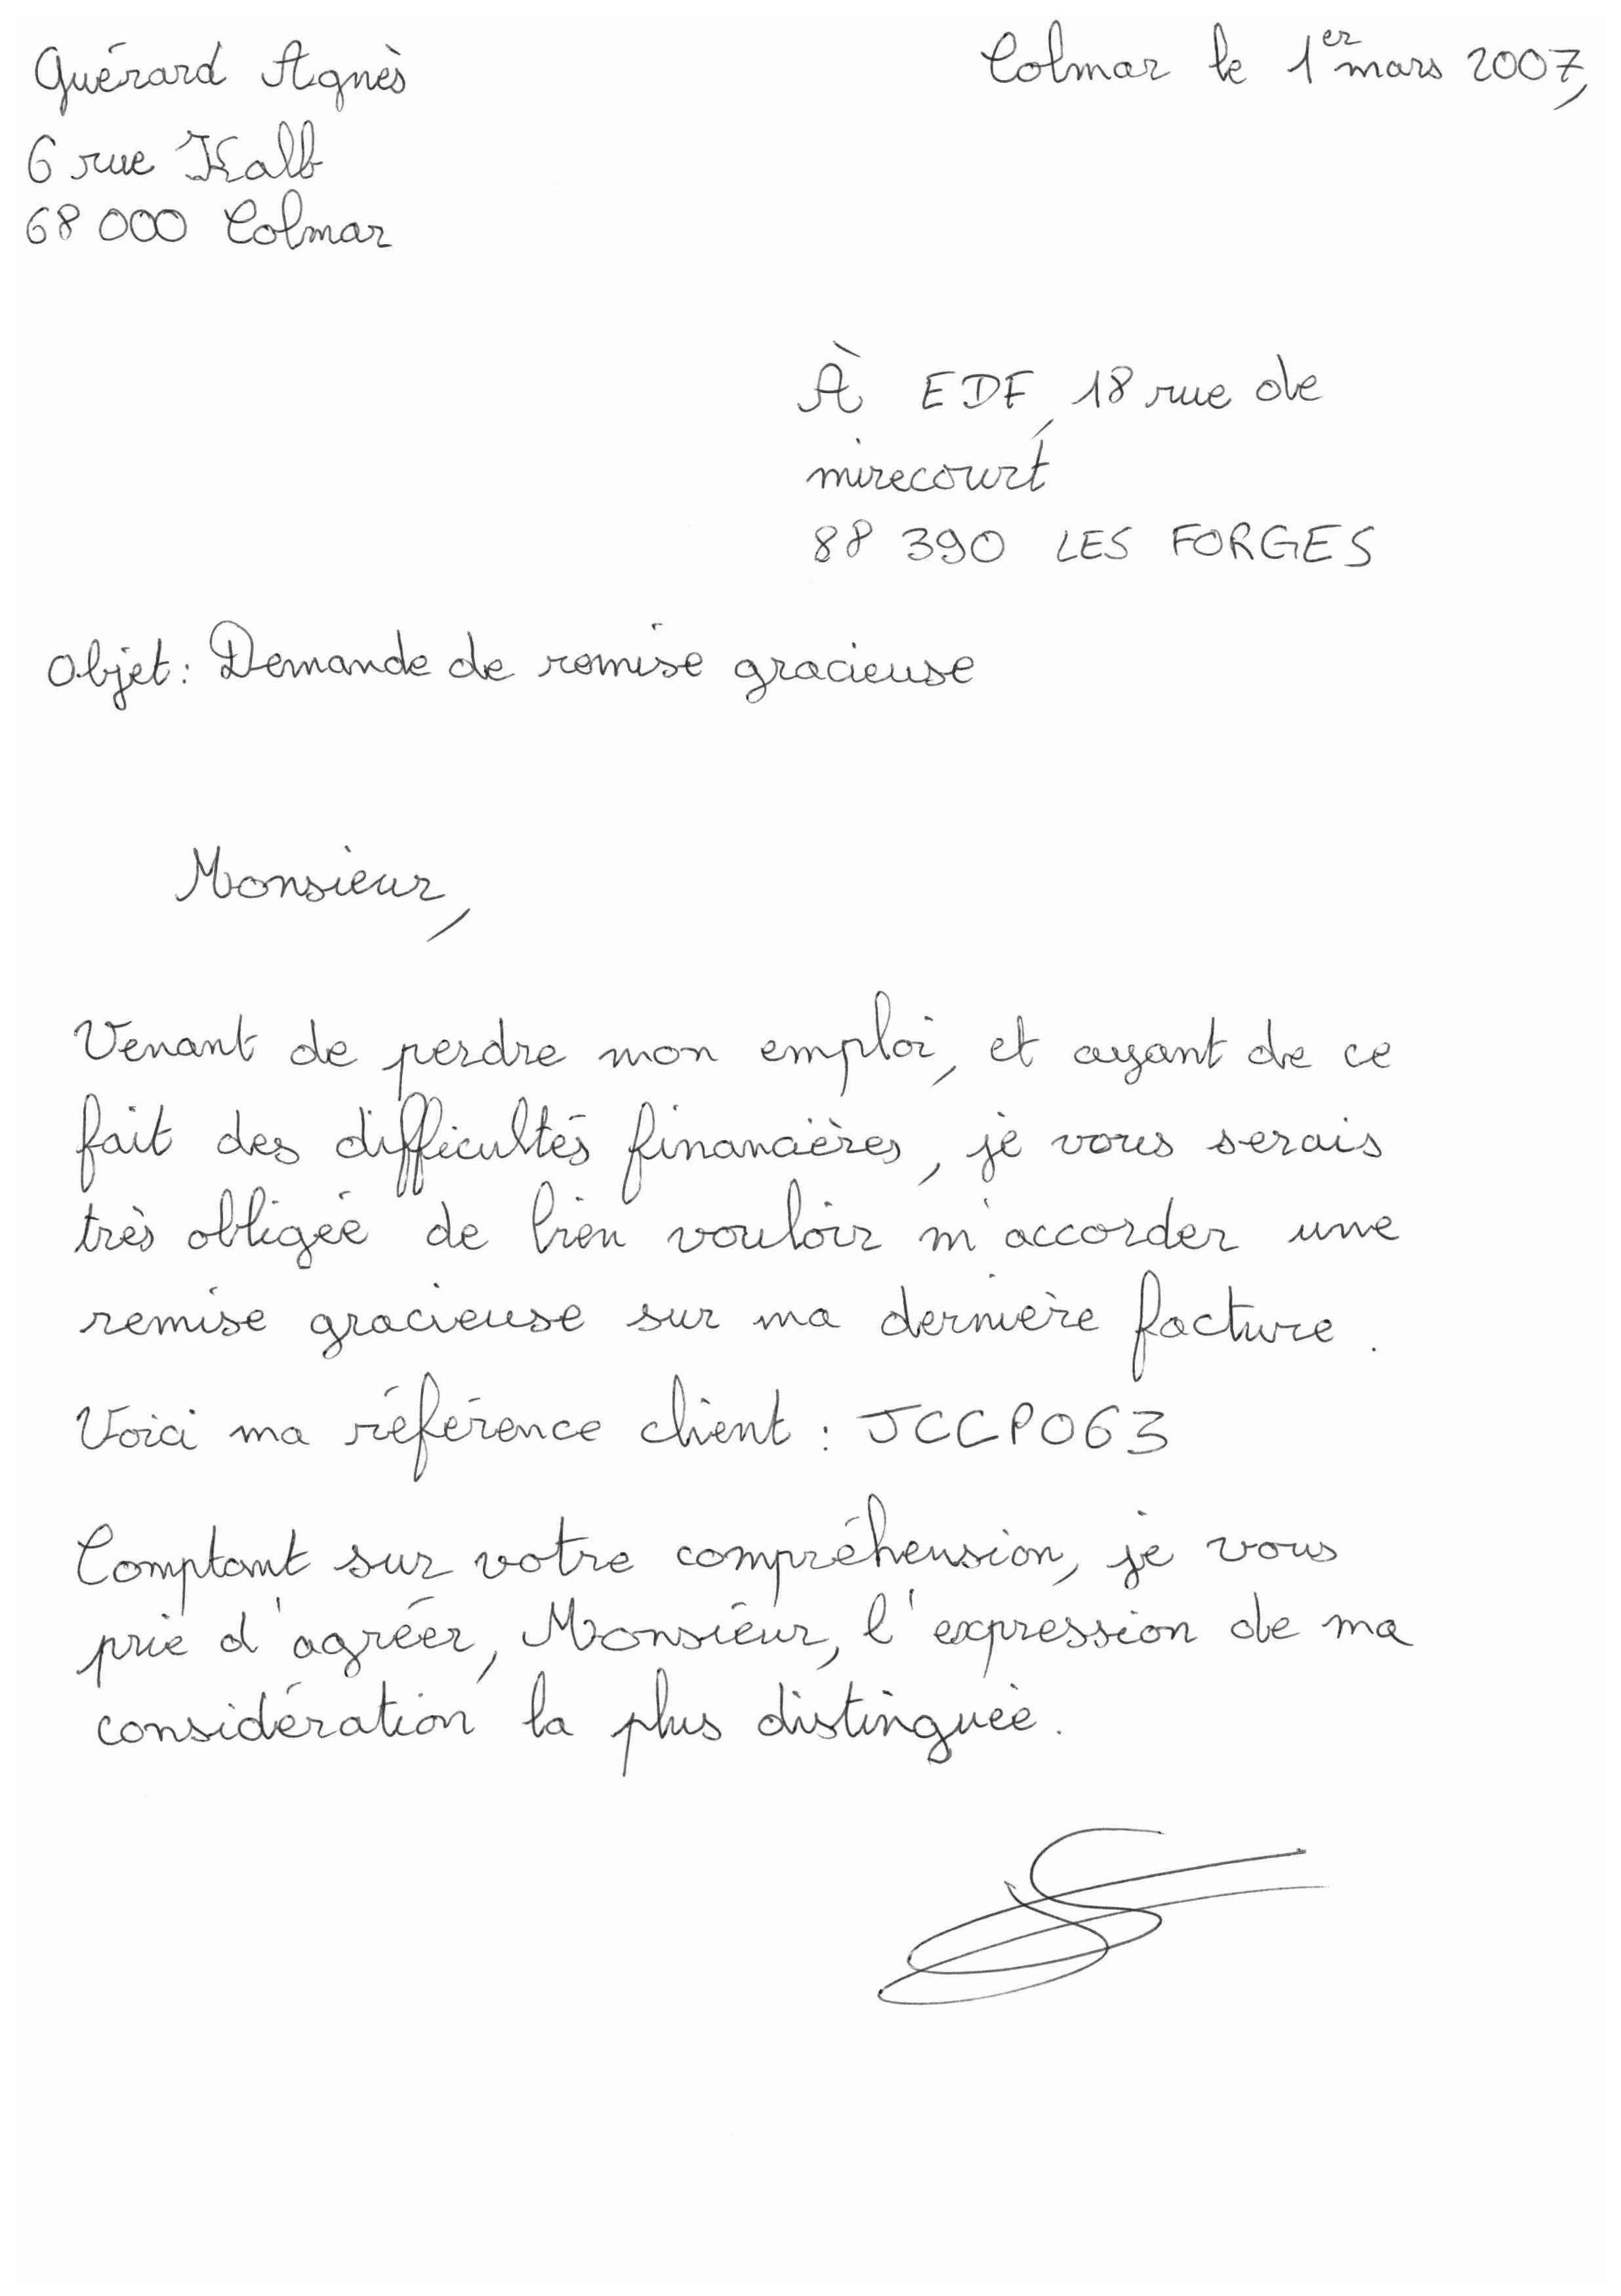 Guérard Agnès
Colmar le 1er mars 2007,
6 rue Kalb
68 000 Colmar
À EDF, 18 rue de
mirecourt
88 390 LES FORGES
Objet : Demande de remise gracieuse
Monsieur,
Venant de perdre mon emploi, et ayant de ce
fait des difficultés financières, je vous serais
très obligée de bien vouloir m'accorder une
remise gracieuse sur ma dernière facture.
Voici ma référence client : JCCPO63
Comptant sur votre compréhension, je vous
prie d'agréer, Monsieur, l'expression de ma
considération la plus distinguée.